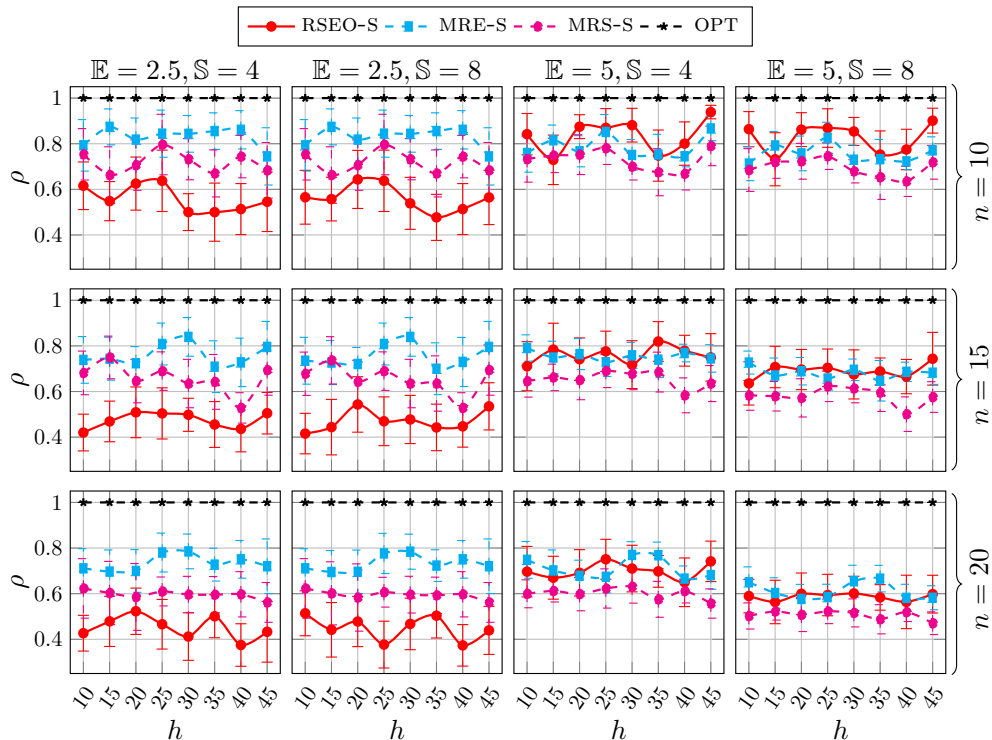 RSEO-S MRE-S MRS-S OPT
𝔼 = 2.5, 𝕊 = 4 𝔼 = 2.5, 𝕊 = 8 𝔼 = 5, 𝕊 = 4 𝔼 = 5, 𝕊 = 8
1
0.8
0.6
0.4
ρ
n = 10
1
0.8
0.6
0.4
ρ
n = 15
1
0.8
0.6
0.4
ρ
n = 20
10 15 20 25 30 35 40 45 10 15 20 25 30 35 40 45 10 15 20 25 30 35 40 45 10 15 20 25 30 35 40 45
h h h h